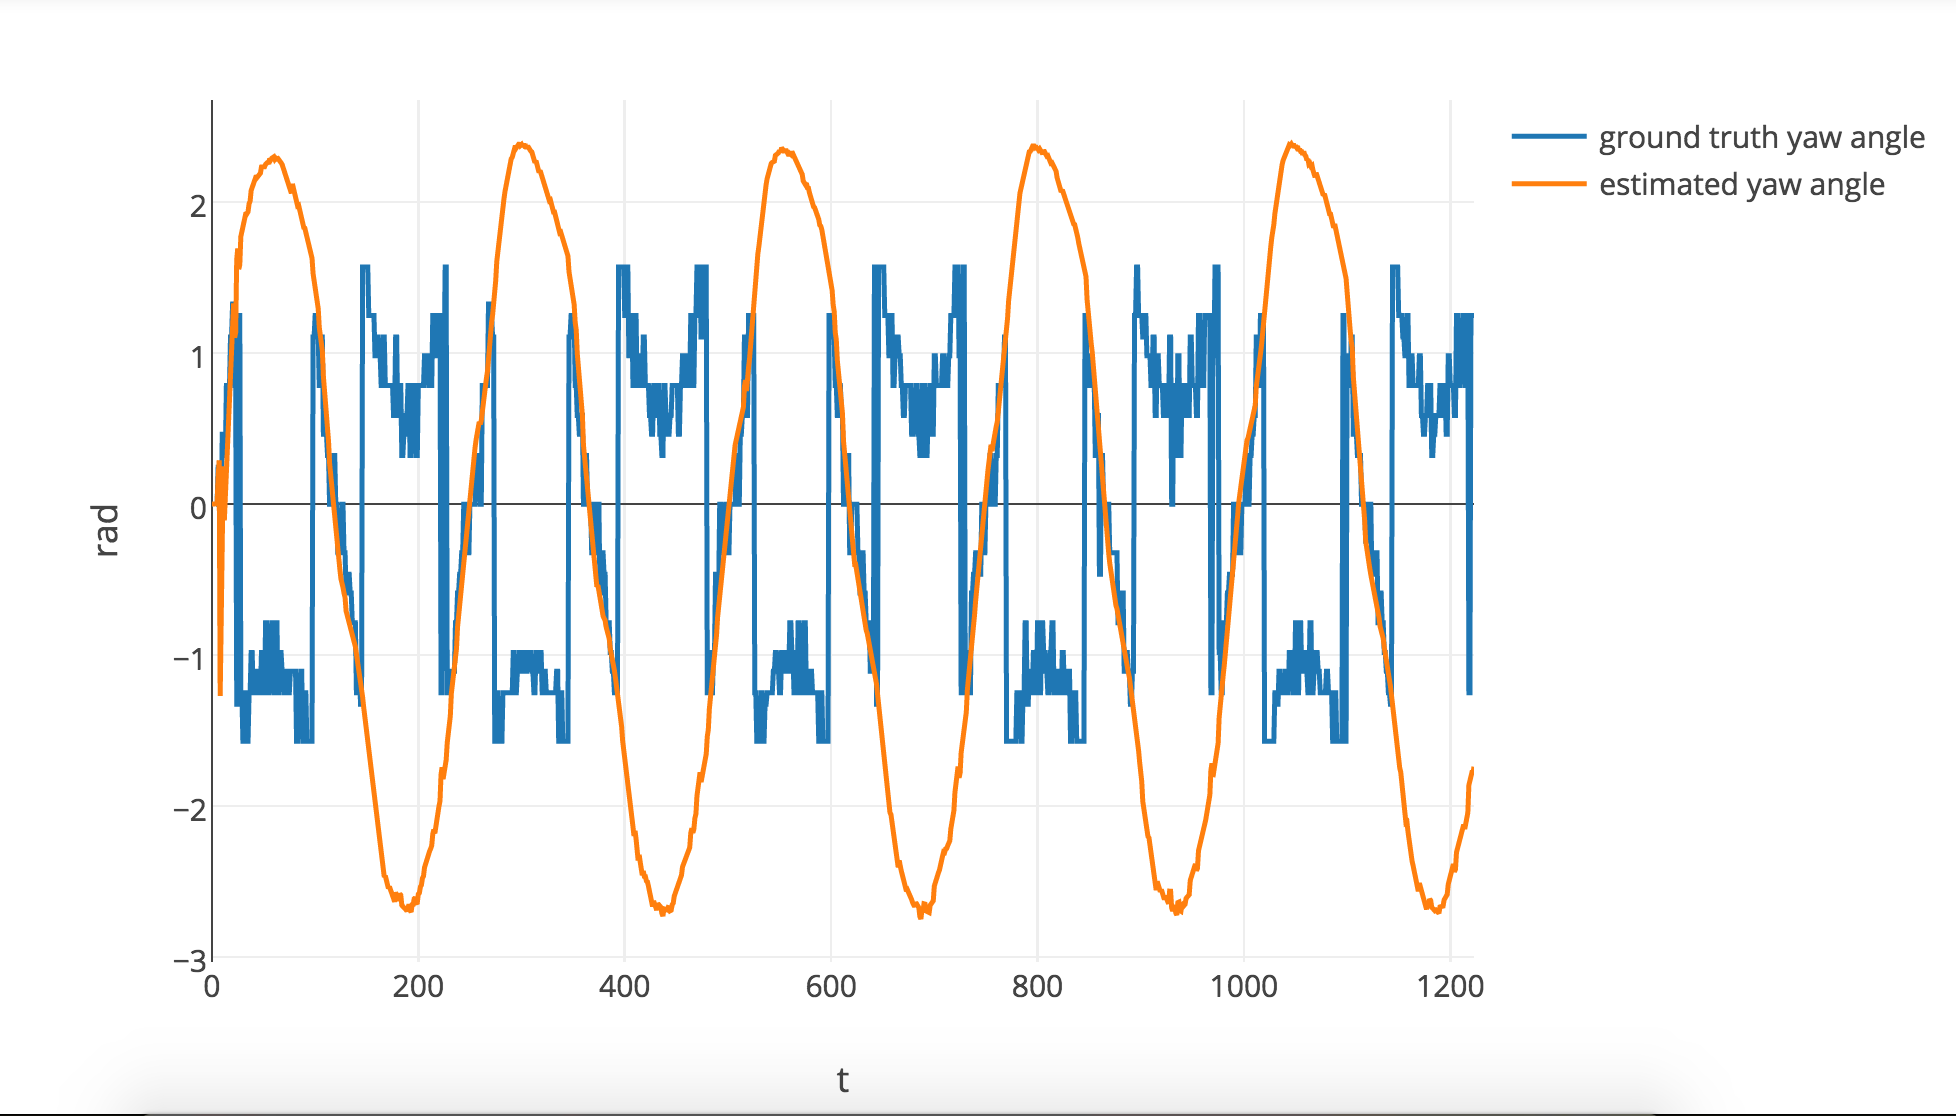 ground truth yaw angle
estimated yaw angle
2
1
0
−1
−2
−3
rad
0 200 400 600 800 1000 1200
t